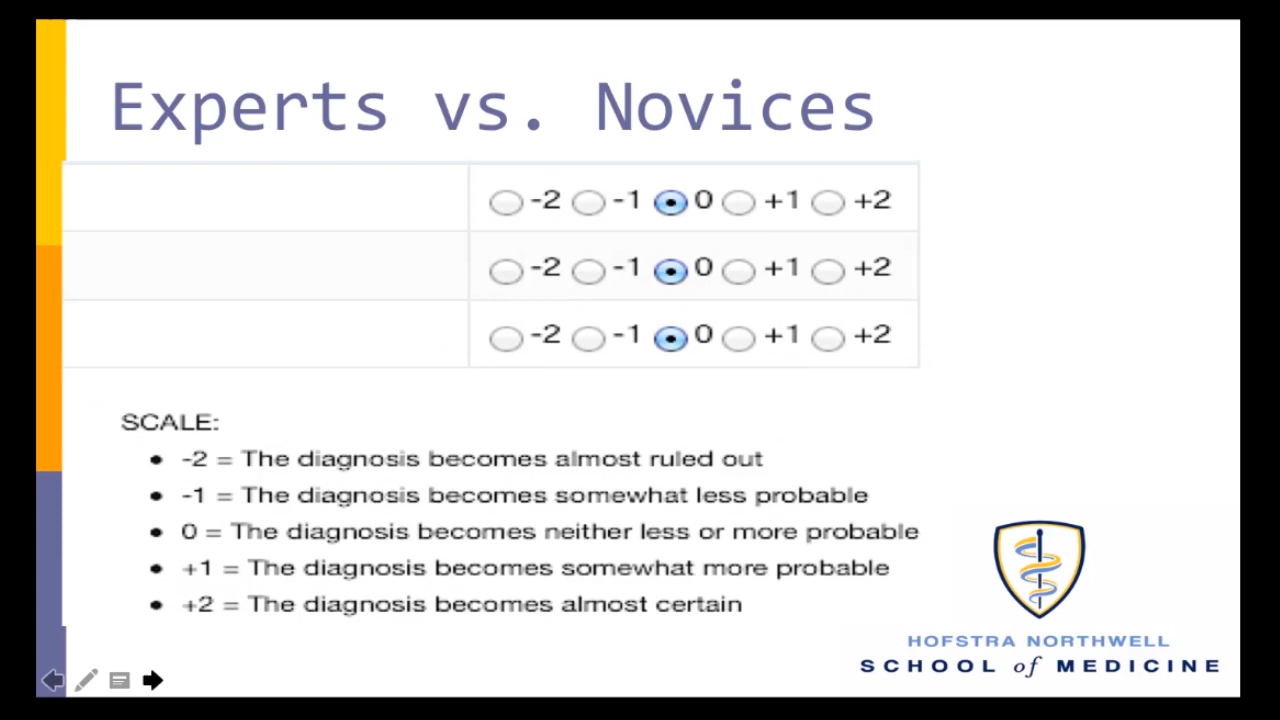 Experts vs. Novices
-2 -1 0 +1 +2
-2 -1 0 +1 +2
-2 -1 0 +1 +2
SCALE:
-2 = The diagnosis becomes almost ruled out
-1 = The diagnosis becomes somewhat less probable
0 = The diagnosis becomes neither less or more probable
+1 = The diagnosis becomes somewhat more probable
+2 = The diagnosis becomes almost certain
HOFSTRA NORTHWELL
SCHOOL of MEDICINE